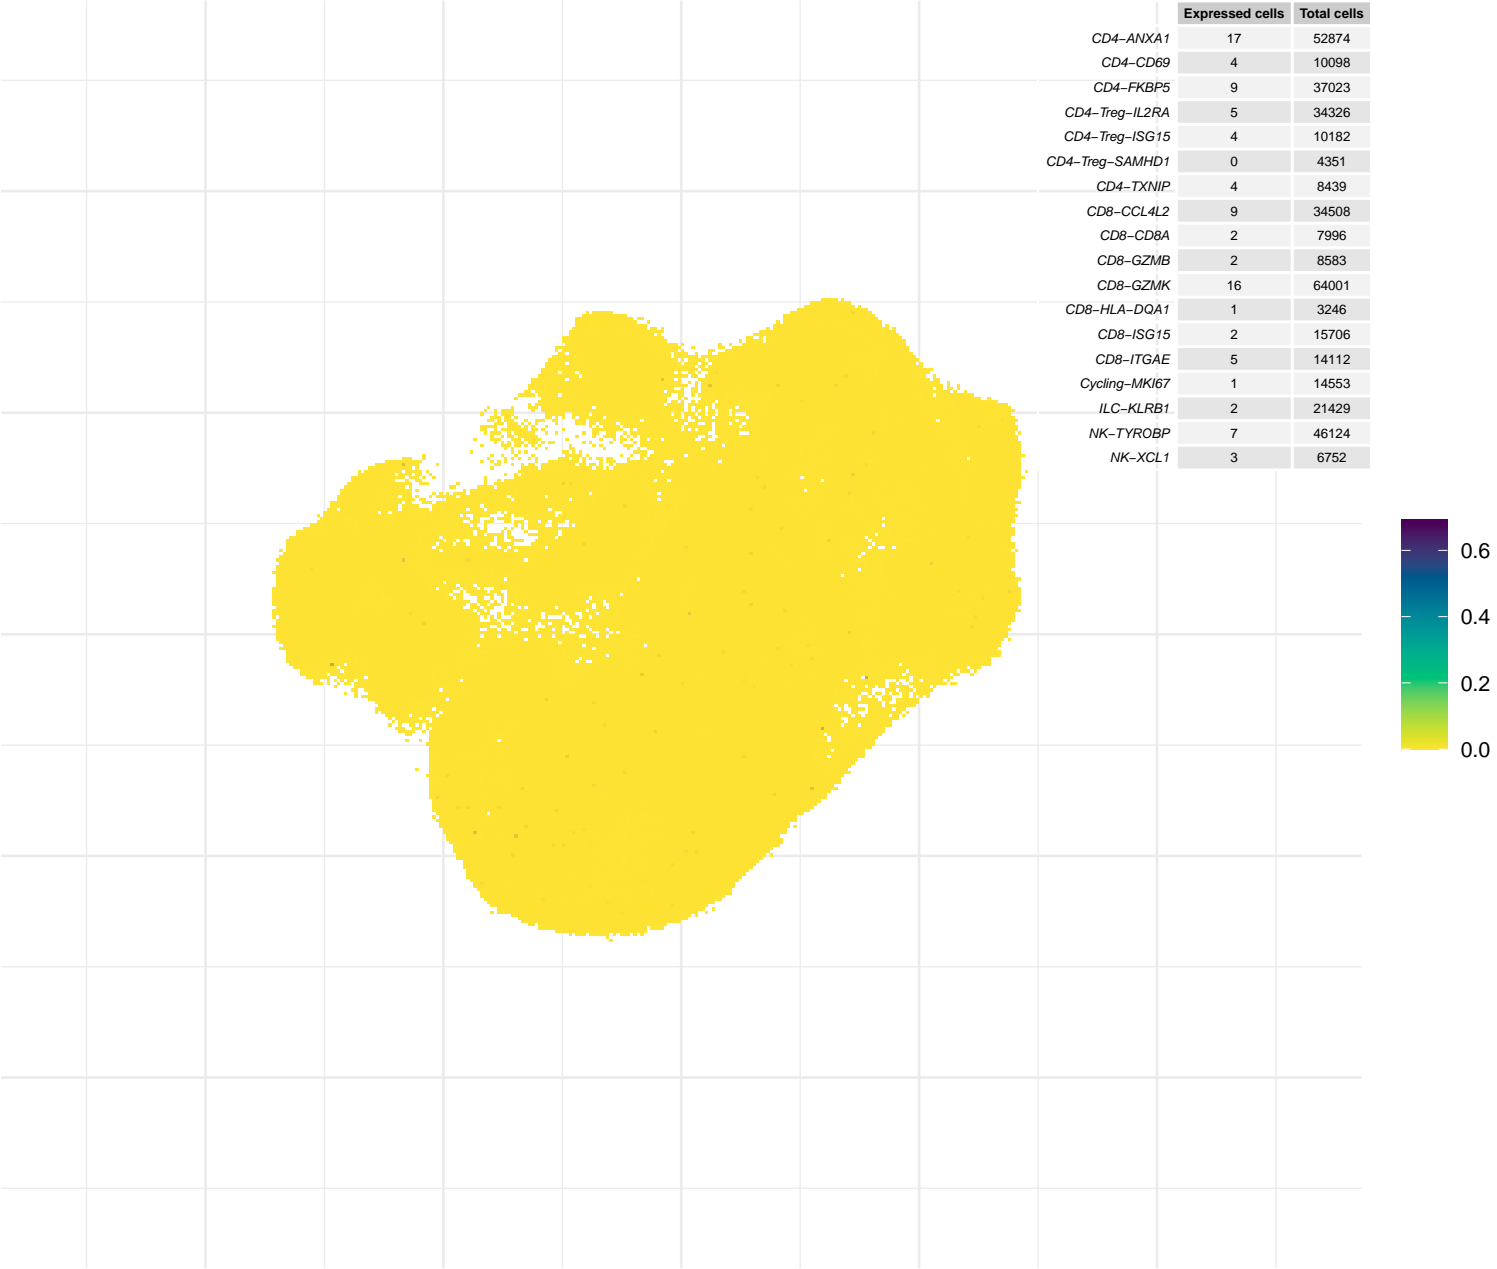 Expressed cells Total cells
CD4−ANXA1 17 52874
CD4−CD69 4 10098
CD4−FKBP5 9 37023
CD4−Treg−IL2RA 5 34326
CD4−Treg−ISG15 4 10182
CD4−Treg−SAMHD1 0 4351
CD4−TXNIP 4 8439
CD8−CCL4L2 9 34508
CD8−CD8A 2 7996
CD8−GZMB 2 8583
CD8−GZMK 16 64001
CD8−HLA−DQA1 1 3246
CD8−ISG15 2 15706
CD8−ITGAE 5 14112
Cycling−MKI67 1 14553
ILC−KLRB1 2 21429
NK−TYROBP 7 46124
NK−XCL1 3 6752
0.6
0.4
0.2
0.0